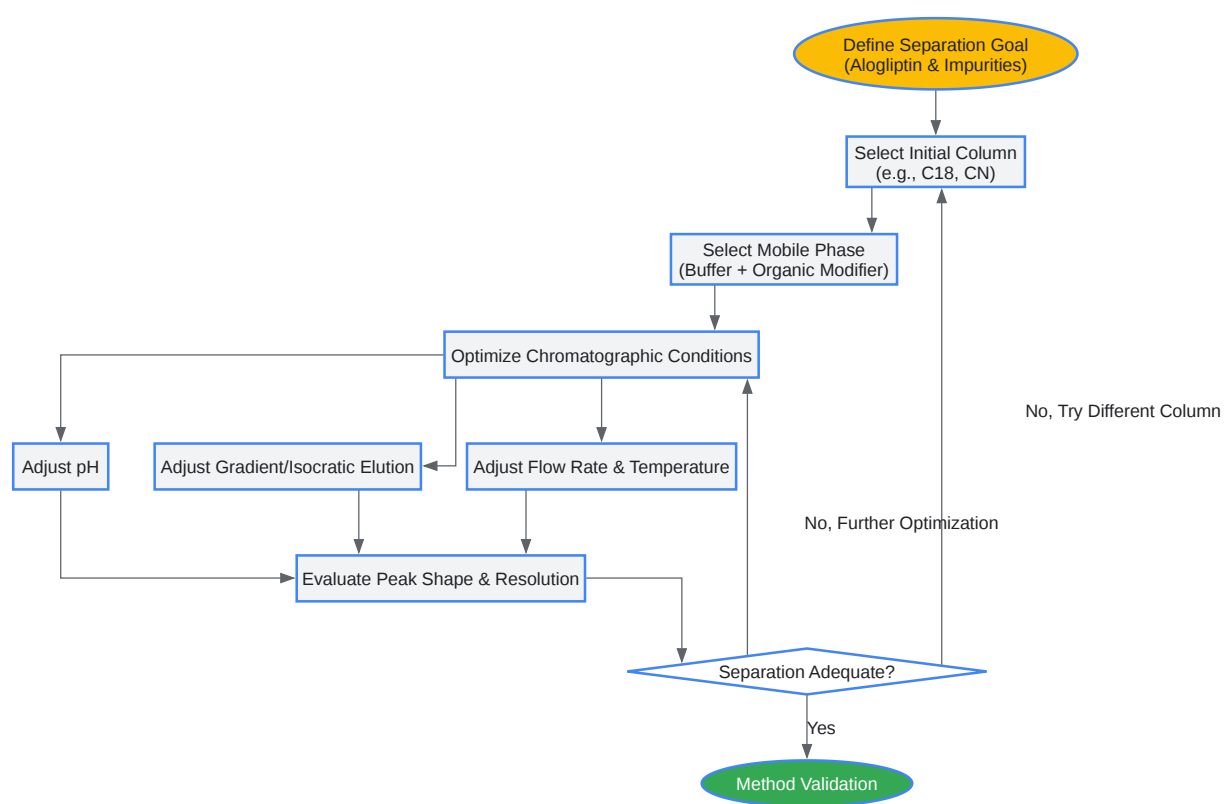 Define Separation Goal
(Alogliptin & Impurities)
Select Initial Column
(e.g., C18, CN)
Select Mobile Phase
(Buffer + Organic Modifier)
Optimize Chromatographic Conditions
No, Try Different Column
Adjust pH
Adjust Gradient/Isocratic Elution
Adjust Flow Rate & Temperature
No, Further Optimization
Evaluate Peak Shape & Resolution
Separation Adequate?
Yes
Method Validation